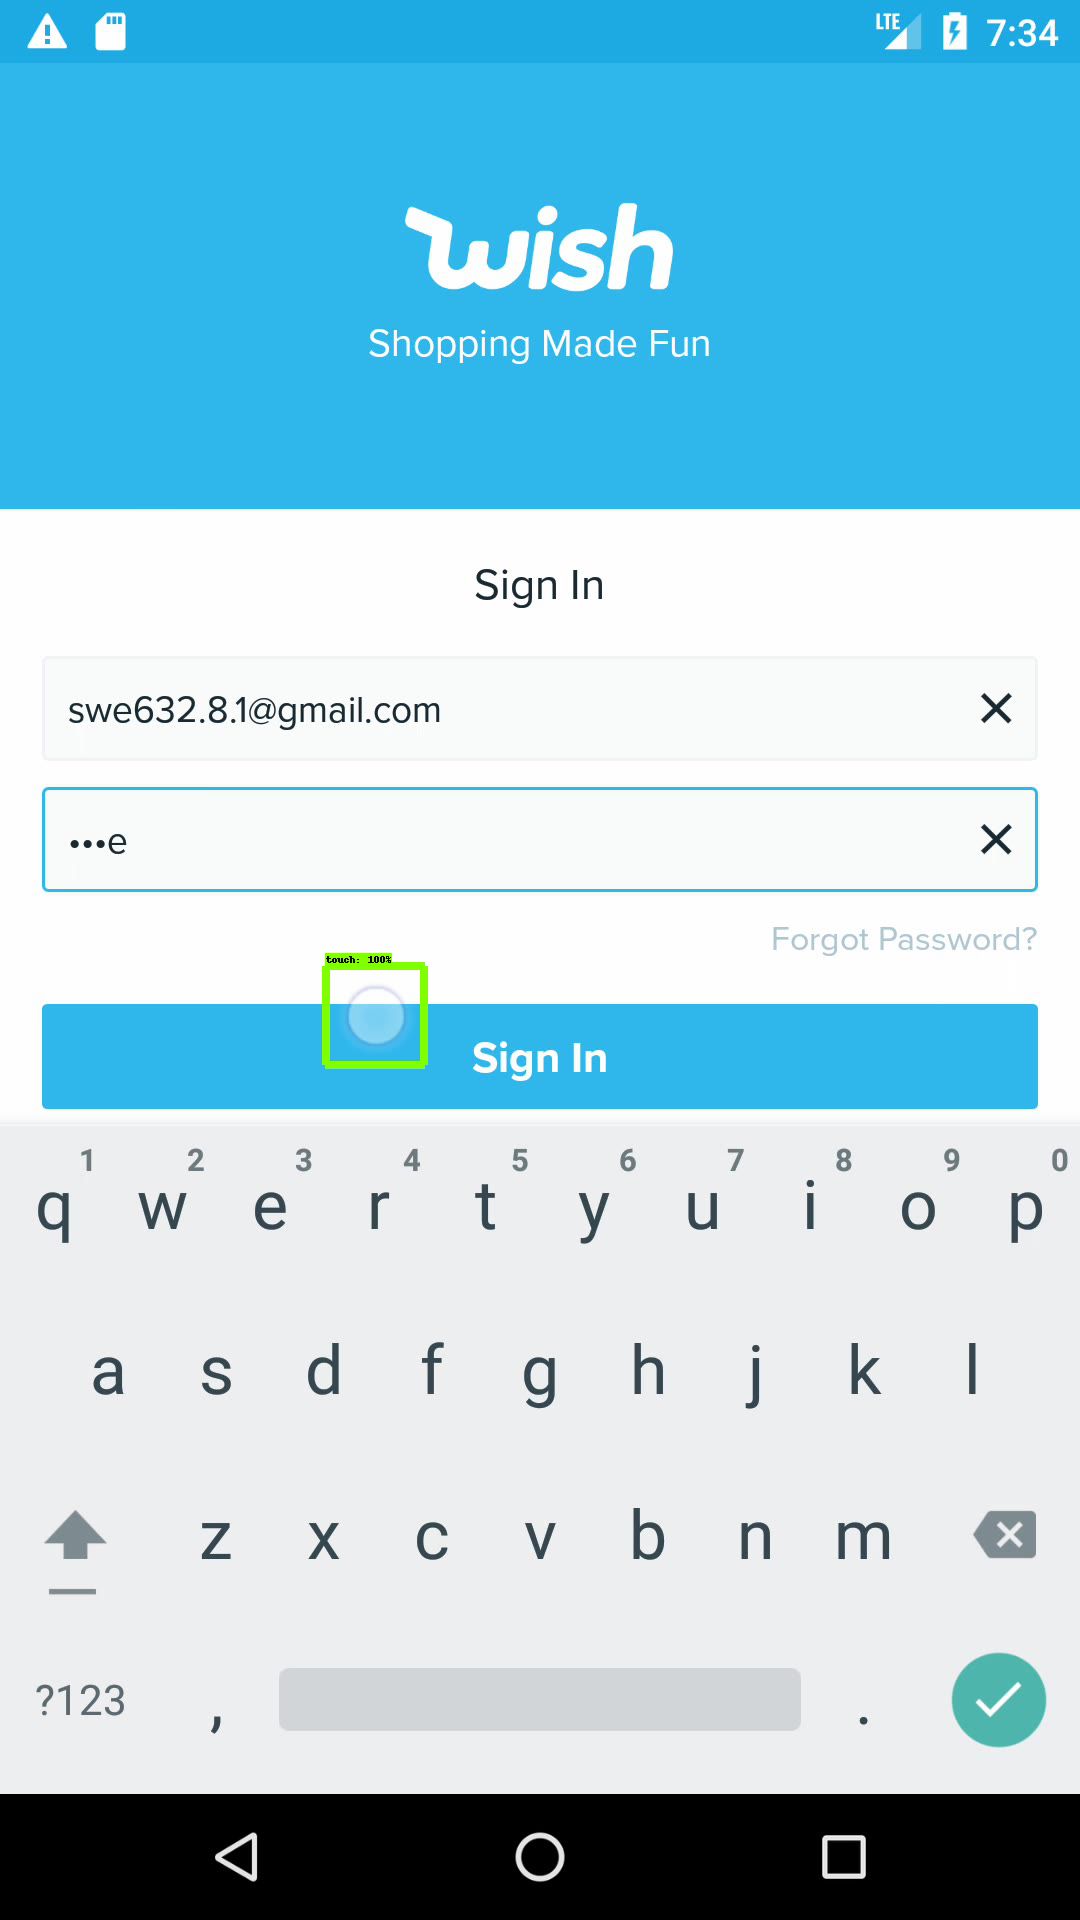 LTE 7:34
wish
Shopping Made Fun
Sign In
swe632.8.1@gmail.com
•••e
Forgot Password?
touch: 100%
Sign In
1 2 3 4 5 6 7 8 9 0
q w e r t y u i o p
a s d f g h j k l
z x c v b n m
?123 , .